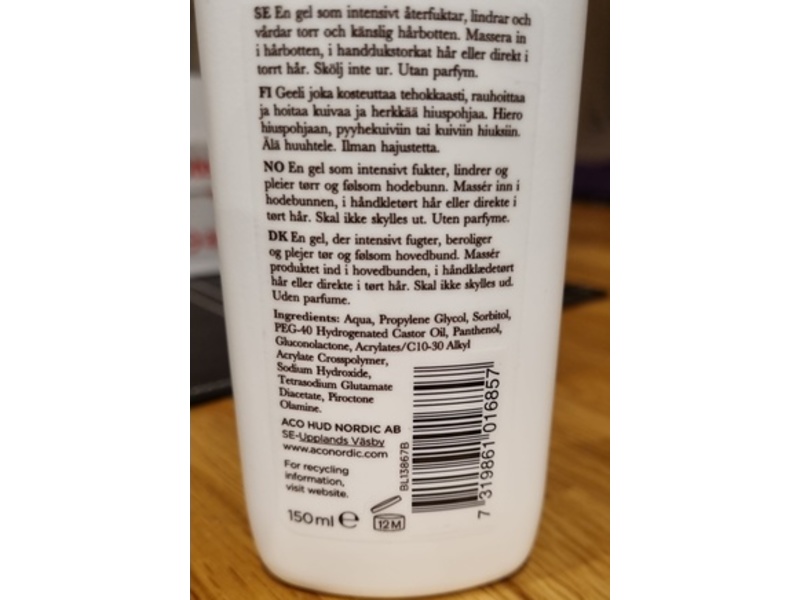 SE En gel som intensivt återfuktar, lindrar och
vårdar torr och känslig hårbotten. Massera in
i hårbotten, i handdukstorkat hår eller direkt i
torrt hår. Skölj inte ur. Utan parfym.
FI Geeli joka kosteuttaa tehokkaasti, rauhoittaa
ja hoitaa kuivaa ja herkkää hiuspohjaa. Hiero
hiuspohjaan, pyyhekuiviin tai kuiviin hiuksiin.
Älä huuhtele. Ilman hajustetta.
NO En gel som intensivt fukter, lindrer og
pleier tørr og følsom hodebunn. Massér inn i
hodebunnen, i håndkletørt hår eller direkte i
tørt hår. Skal ikke skylles ut. Uten parfyme.
DK En gel, der intensivt fugter, beroliger
og plejer tør og følsom hovedbund. Massér
produktet ind i hovedbunden, i håndklædetørt
hår eller direkte i tørt hår. Skal ikke skylles ud.
Uden parfume.
Ingredients: Aqua, Propylene Glycol, Sorbitol,
PEG-40 Hydrogenated Castor Oil, Panthenol,
Gluconolactone, Acrylates/C10-30 Alkyl
Acrylate Crosspolymer,
Sodium Hydroxide,
Tetrasodium Glutamate
Diacetate, Piroctone
Olamine.
ACO HUD NORDIC AB
SE-Upplands Väsby
www.aconordic.com
For recycling
information,
visit website.
150 ml e
12M
BL13867B
7 319861 016857